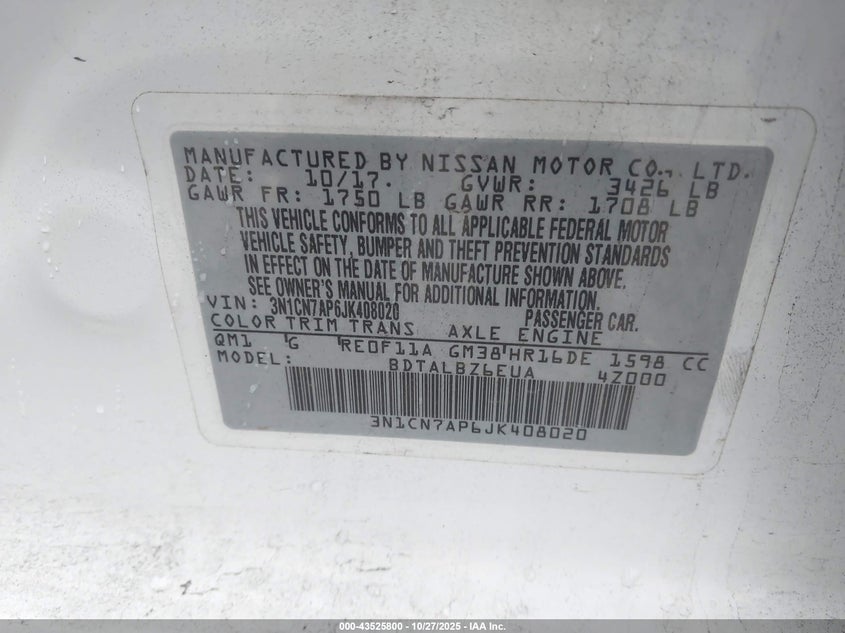 MANUFACTURED BY NISSAN MOTOR CO., LTD.
DATE: 10/17. GVWR: 3426 LB
GAWR FR: 1750 LB GAWR RR: 1708 LB
THIS VEHICLE CONFORMS TO ALL APPLICABLE FEDERAL MOTOR
VEHICLE SAFETY, BUMPER AND THEFT PREVENTION STANDARDS
IN EFFECT ON THE DATE OF MANUFACTURE SHOWN ABOVE.
SEE OWNER'S MANUAL FOR ADDITIONAL INFORMATION.
VIN: 3N1CN7AP6JK408020 PASSENGER CAR.
COLOR TRIM TRANS AXLE ENGINE
QM1 G RE0F11A GM38 HR16DE 1598 CC
MODEL: BDTALBZ6EUA 4Z000
3N1CN7AP6JK408020
000-43525800 - 10/27/2025 - IAA Inc.